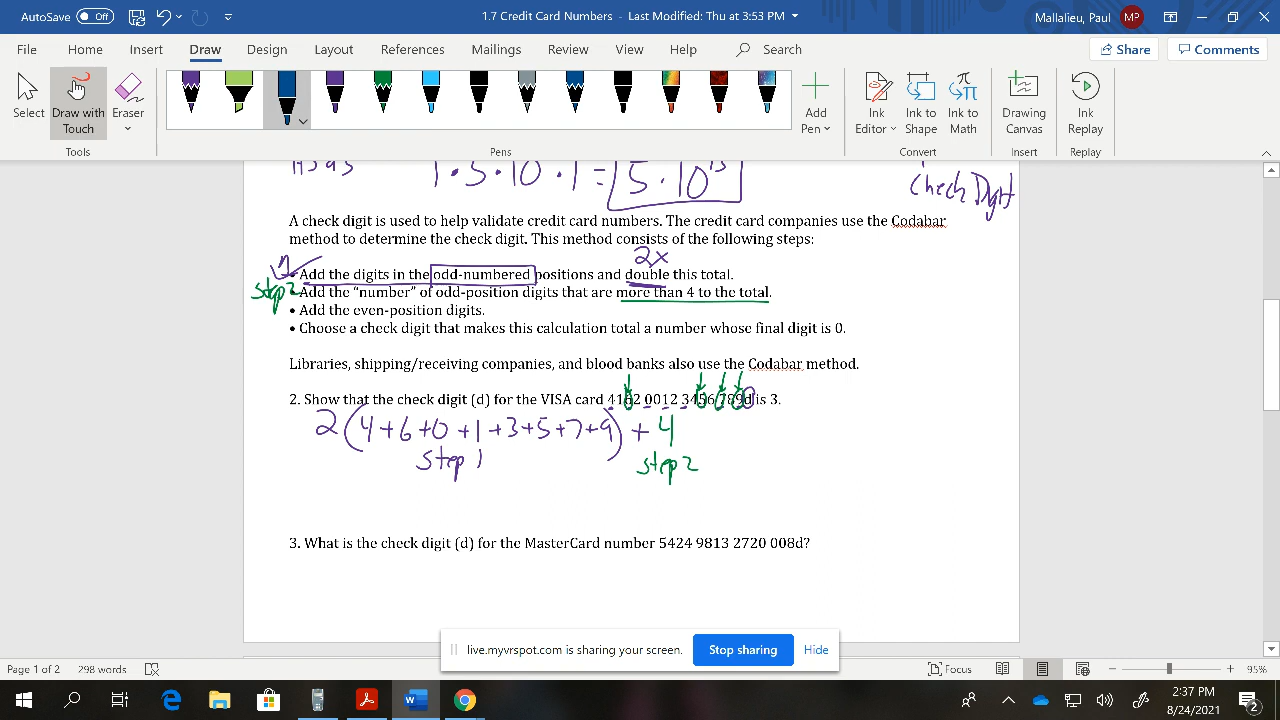 AutoSave Off 1.7 Credit Card Numbers - Last Modified: Thu at 3:53 PM Mallalieu, Paul MP
File Home Insert Draw Design Layout References Mailings Review View Help Search Share Comments
Select Draw with Touch Eraser Add Pen Ink Editor Ink to Shape Ink to Math Drawing Canvas Ink Replay
Tools Pens Convert Insert Replay
1·5·10·1 = 5·10
Check Digit
A check digit is used to help validate credit card numbers. The credit card companies use the Codabar
method to determine the check digit. This method consists of the following steps:
2x
• Add the digits in the odd-numbered positions and double this total.
step 2 • Add the "number" of odd-position digits that are more than 4 to the total.
• Add the even-position digits.
• Choose a check digit that makes this calculation total a number whose final digit is 0.
Libraries, shipping/receiving companies, and blood banks also use the Codabar method.
2. Show that the check digit (d) for the VISA card 0012 3456 789d is 3.
2(4+6+0+1+3+5+7+9) + 4
step 1 step 2
3. What is the check digit (d) for the MasterCard number 5424 9813 2720 008d?
live.myvrspot.com is sharing your screen. Stop sharing Hide
Page 1 of 2 298 words Focus 95%
2:37 PM
8/24/2021
2